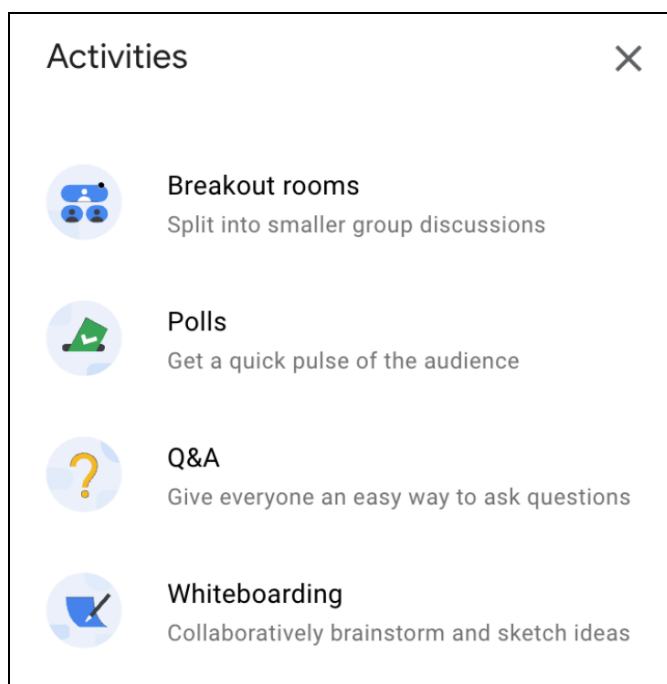 Activities
Breakout rooms
Split into smaller group discussions
Polls
Get a quick pulse of the audience
Q&A
Give everyone an easy way to ask questions
Whiteboarding
Collaboratively brainstorm and sketch ideas